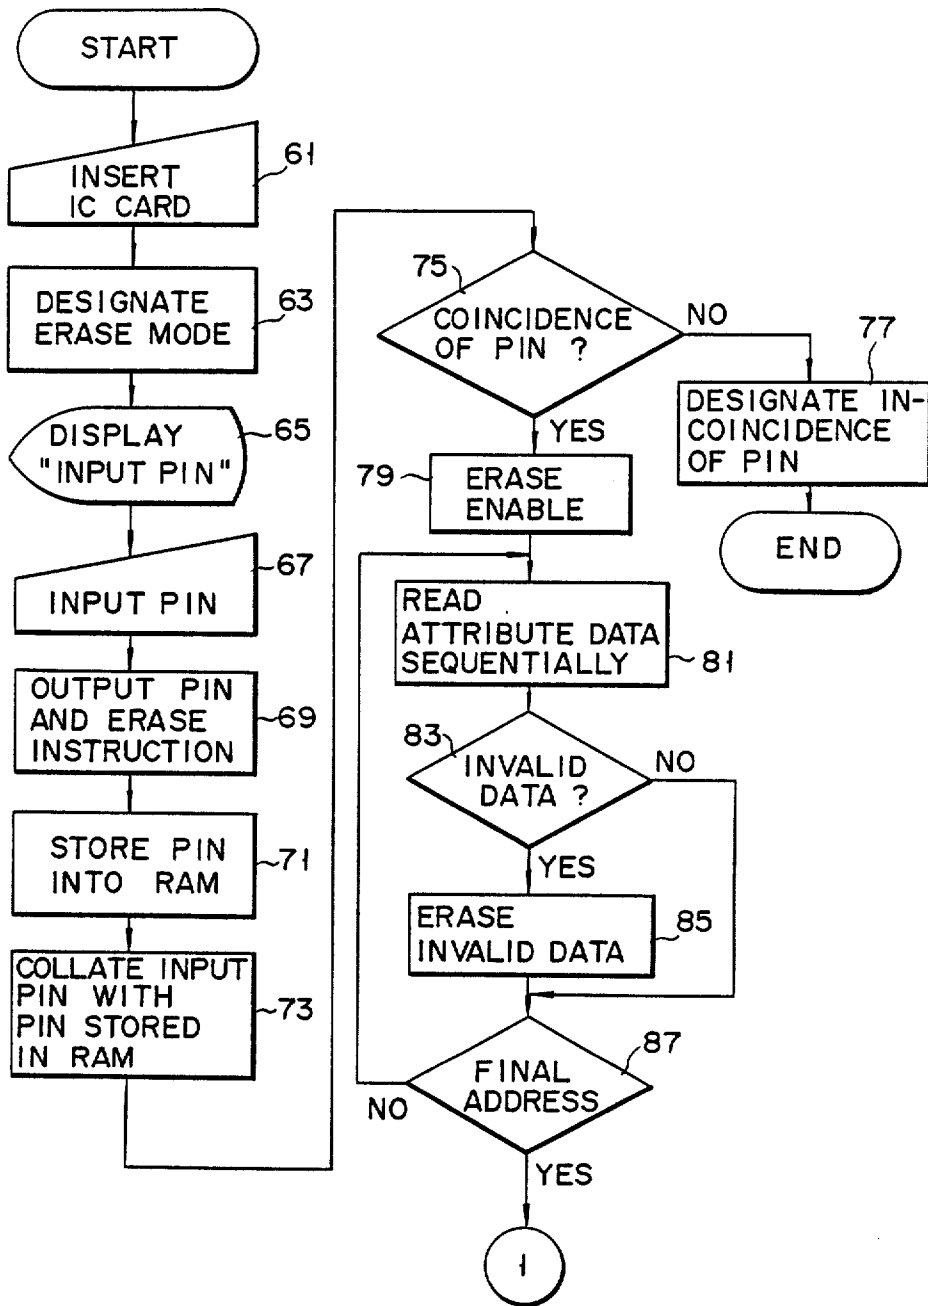 START
61
INSERT
IC CARD
DESIGNATE
ERASE MODE
63
DISPLAY
"INPUT PIN"
65
INPUT PIN
67
OUTPUT PIN
AND ERASE
INSTRUCTION
69
STORE PIN
INTO RAM
71
COLLATE INPUT
PIN WITH
PIN STORED
IN RAM
73
75
COINCIDENCE
OF PIN ?
NO
YES
77
DESIGNATE IN-
COINCIDENCE
OF PIN
END
79
ERASE
ENABLE
READ
ATTRIBUTE DATA
SEQUENTIALLY
81
83
INVALID
DATA ?
NO
YES
ERASE
INVALID DATA
85
87
FINAL
ADDRESS
NO
YES
1